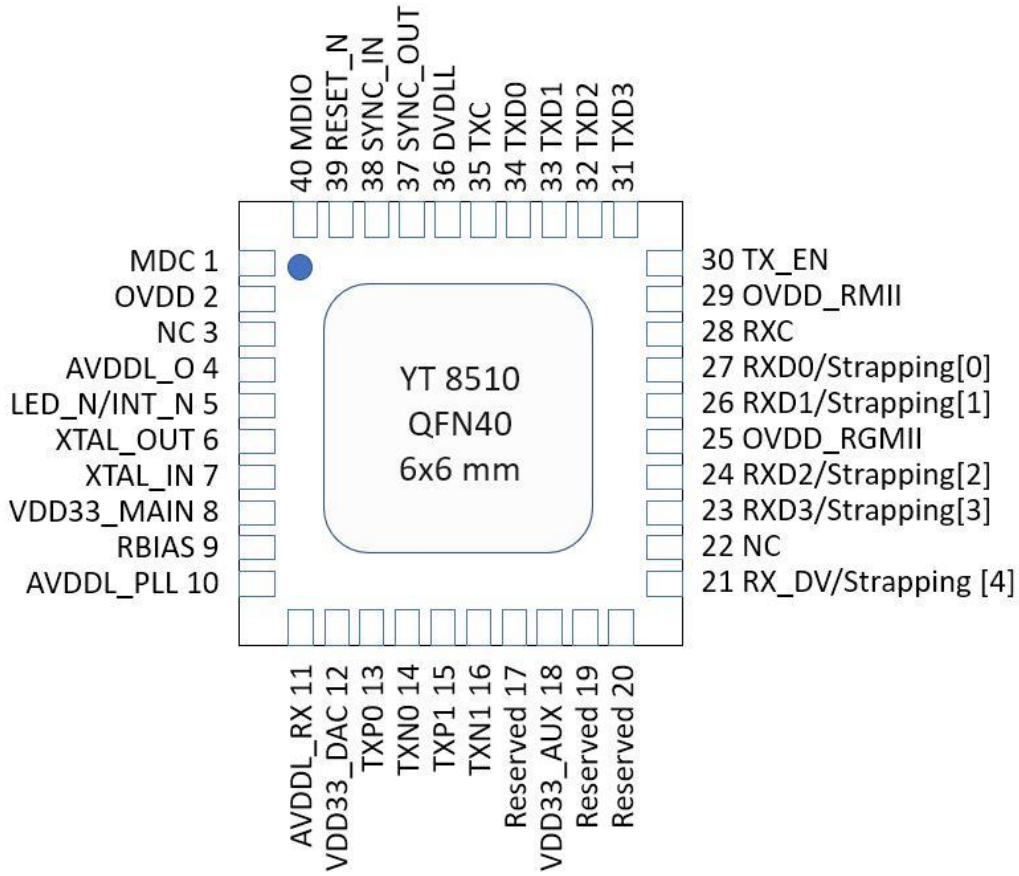 40 MDIO
39 RESET_N
38 SYNC_IN
37 SYNC_OUT
36 DVDLL
35 TXC
34 TXD0
33 TXD1
32 TXD2
31 TXD3
MDC 1
OVDD 2
NC 3
AVDDL_O 4
LED_N/INT_N 5
XTAL_OUT 6
XTAL_IN 7
VDD33_MAIN 8
RBIAS 9
AVDDL_PLL 10
YT 8510
QFN40
6x6 mm
30 TX_EN
29 OVDD_RMII
28 RXC
27 RXD0/Strapping[0]
26 RXD1/Strapping[1]
25 OVDD_RGMII
24 RXD2/Strapping[2]
23 RXD3/Strapping[3]
22 NC
21 RX_DV/Strapping [4]
AVDDL_RX 11
VDD33_DAC 12
TXP0 13
TXN0 14
TXP1 15
TXN1 16
Reserved 17
VDD33_AUX 18
Reserved 19
Reserved 20